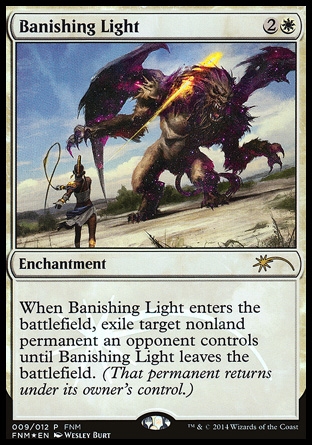 Banishing Light 2
Enchantment
When Banishing Light enters the
battlefield, exile target nonland
permanent an opponent controls
until Banishing Light leaves the
battlefield. (That permanent returns
under its owner's control.)
009/012 P FNM
FNM★EN Wesley Burt
™ & © 2014 Wizards of the Coast